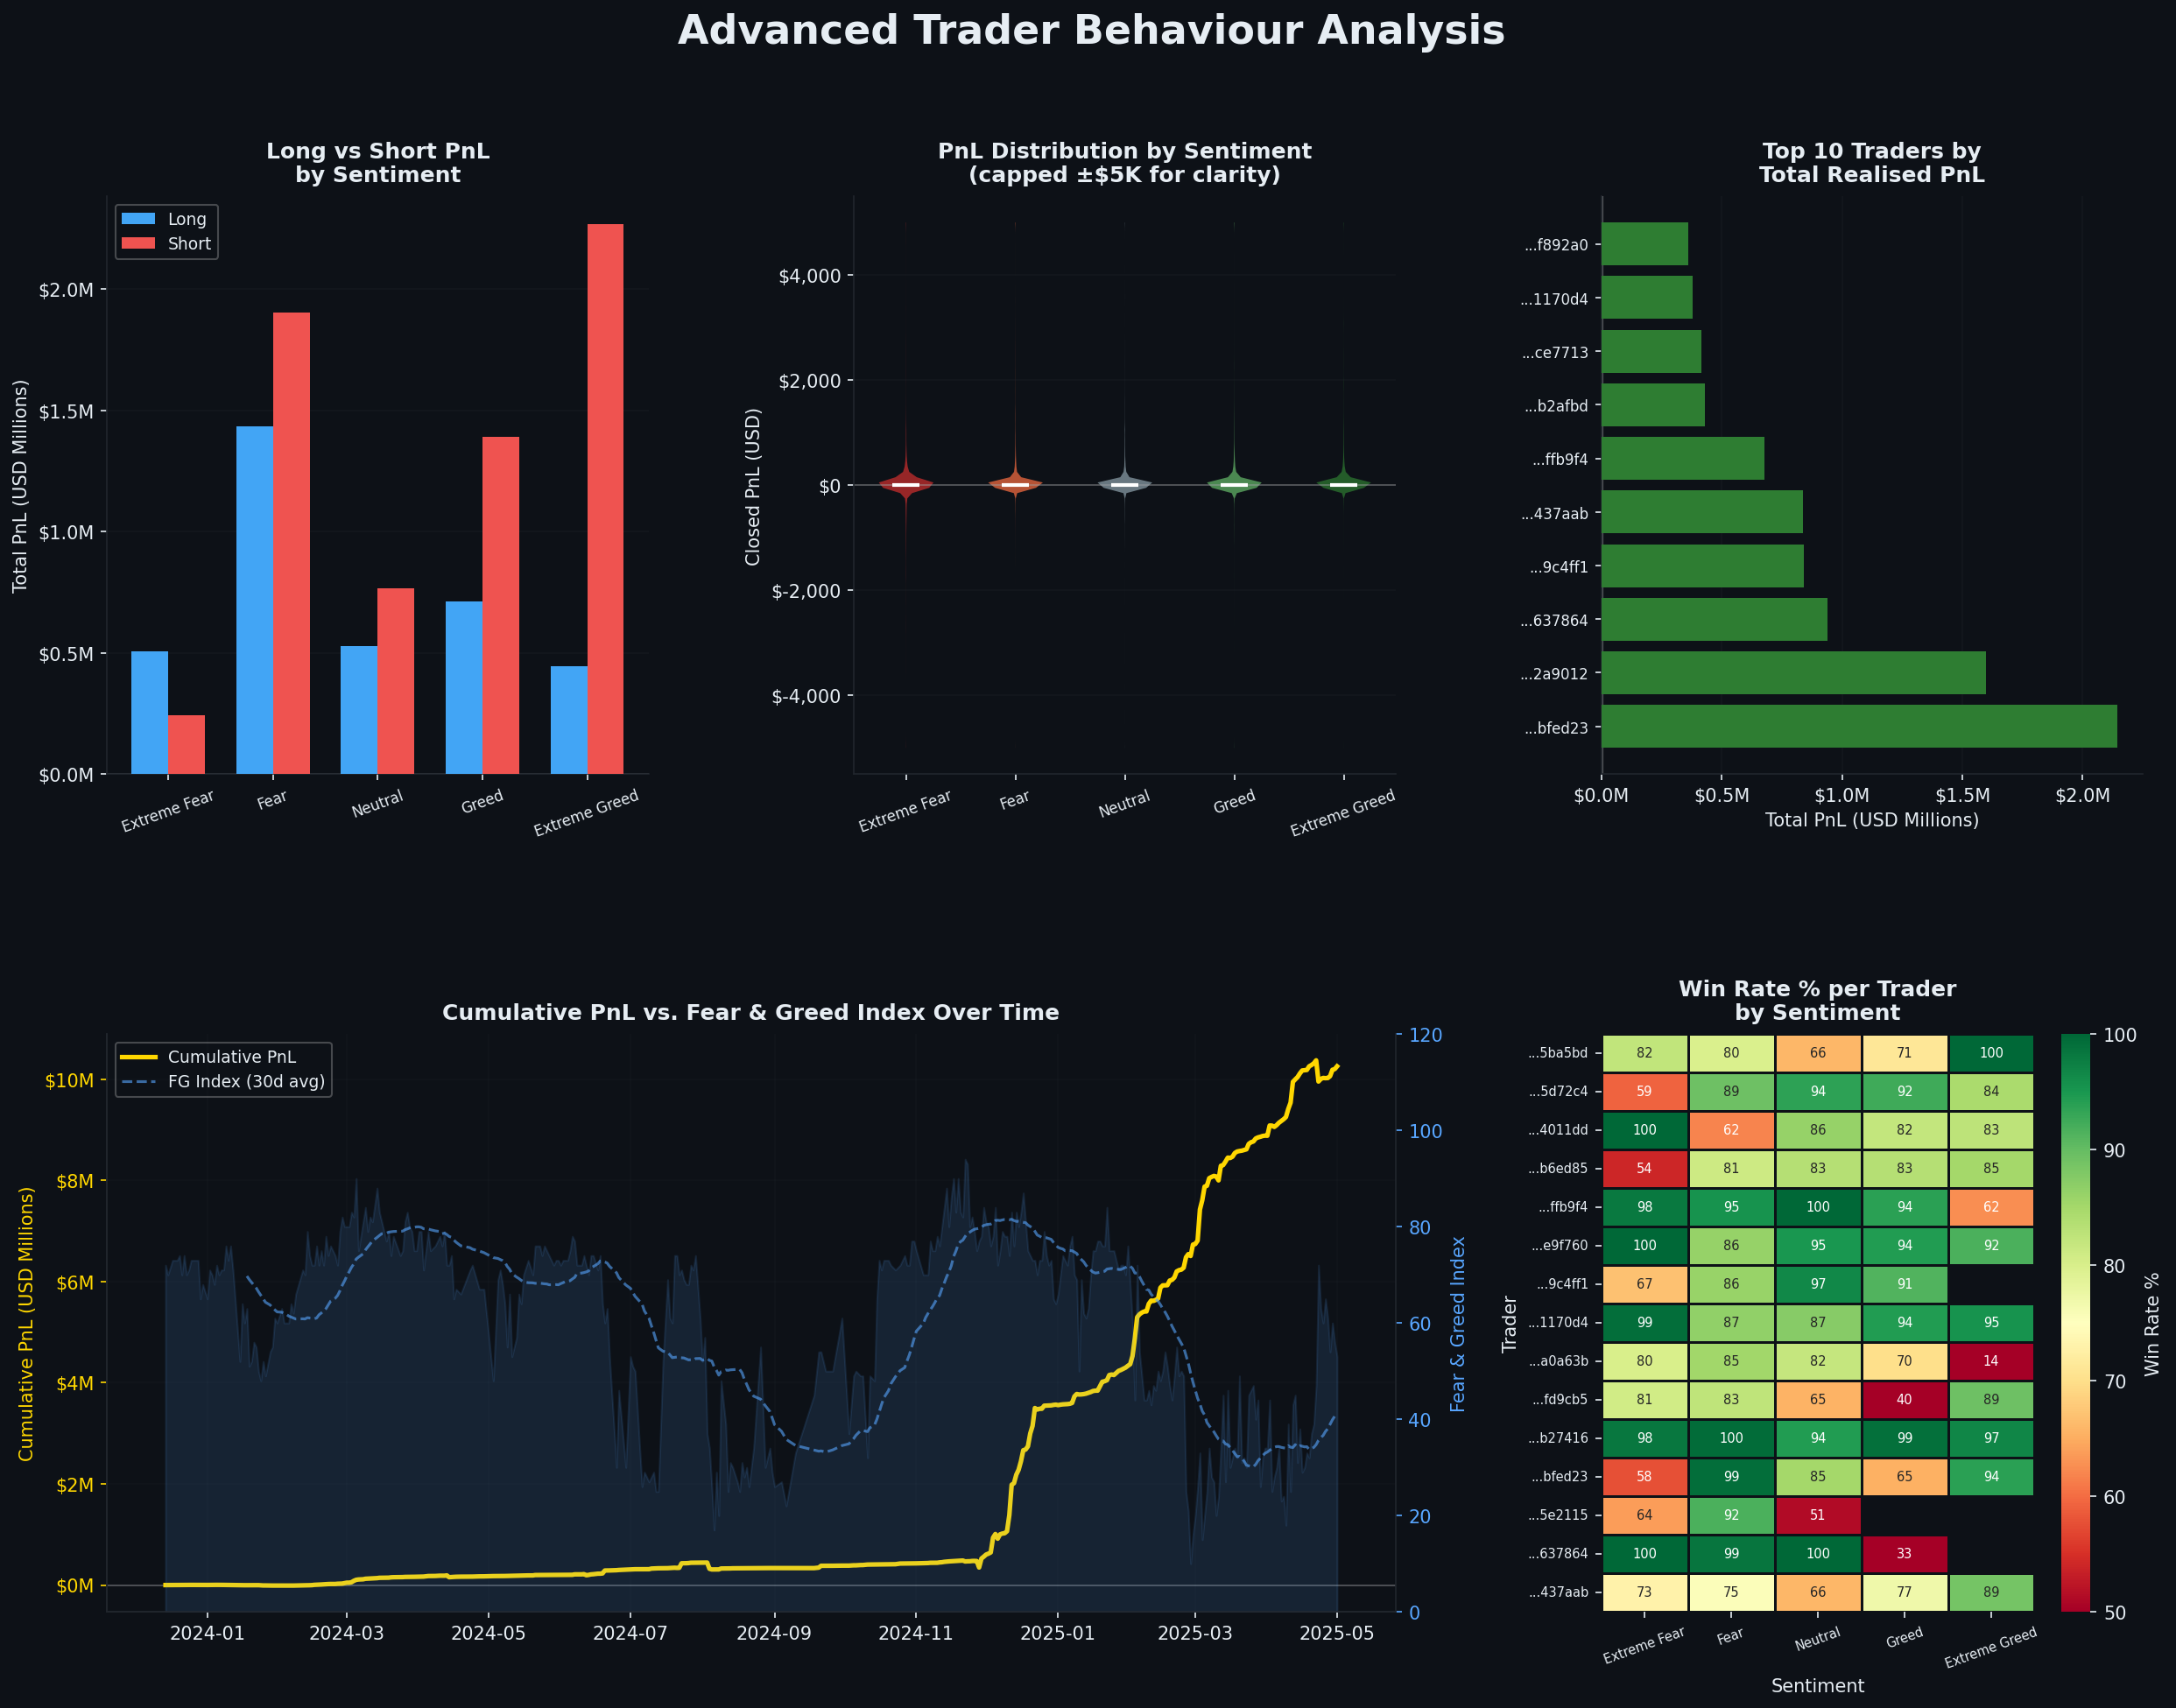 Advanced Trader Behaviour Analysis
Long vs Short PnL
by Sentiment
Long
Short
Total PnL (USD Millions)
$2.0M
$1.5M
$1.0M
$0.5M
$0.0M
Extreme Fear
Fear
Neutral
Greed
Extreme Greed
PnL Distribution by Sentiment
(capped ±$5K for clarity)
Closed PnL (USD)
$4,000
$2,000
$0
$-2,000
$-4,000
Extreme Fear
Fear
Neutral
Greed
Extreme Greed
Top 10 Traders by
Total Realised PnL
...f892a0
...1170d4
...ce7713
...b2afbd
...ffb9f4
...437aab
...9c4ff1
...637864
...2a9012
...bfed23
$0.0M $0.5M $1.0M $1.5M $2.0M
Total PnL (USD Millions)
Cumulative PnL vs. Fear & Greed Index Over Time
Cumulative PnL
FG Index (30d avg)
Cumulative PnL (USD Millions)
$10M
$8M
$6M
$4M
$2M
$0M
2024-01 2024-03 2024-05 2024-07 2024-09 2024-11 2025-01 2025-03 2025-05
120
100
80
60
40
20
0
Fear & Greed Index
Win Rate % per Trader
by Sentiment
Trader
...5ba5bd 82 80 66 71 100
...5d72c4 59 89 94 92 84
...4011dd 100 62 86 82 83
...b6ed85 54 81 83 83 85
...ffb9f4 98 95 100 94 62
...e9f760 100 86 95 94 92
...9c4ff1 67 86 97 91
...1170d4 99 87 87 94 95
...a0a63b 80 85 82 70 14
...fd9cb5 81 83 65 40 89
...b27416 98 100 94 99 97
...bfed23 58 99 85 65 94
...5e2115 64 92 51
...637864 100 99 100 33
...437aab 73 75 66 77 89
Extreme Fear
Fear
Neutral
Greed
Extreme Greed
Sentiment
100
90
80
70
60
50
Win Rate %